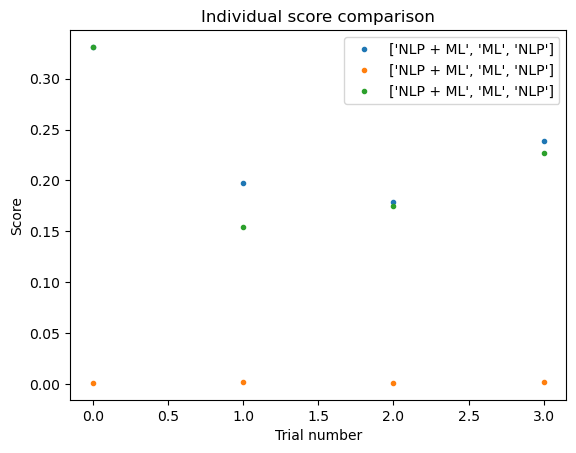 Individual score comparison
['NLP + ML', 'ML', 'NLP']
['NLP + ML', 'ML', 'NLP']
['NLP + ML', 'ML', 'NLP']
0.30
0.25
0.20
0.15
0.10
0.05
0.00
Score
0.0 0.5 1.0 1.5 2.0 2.5 3.0
Trial number